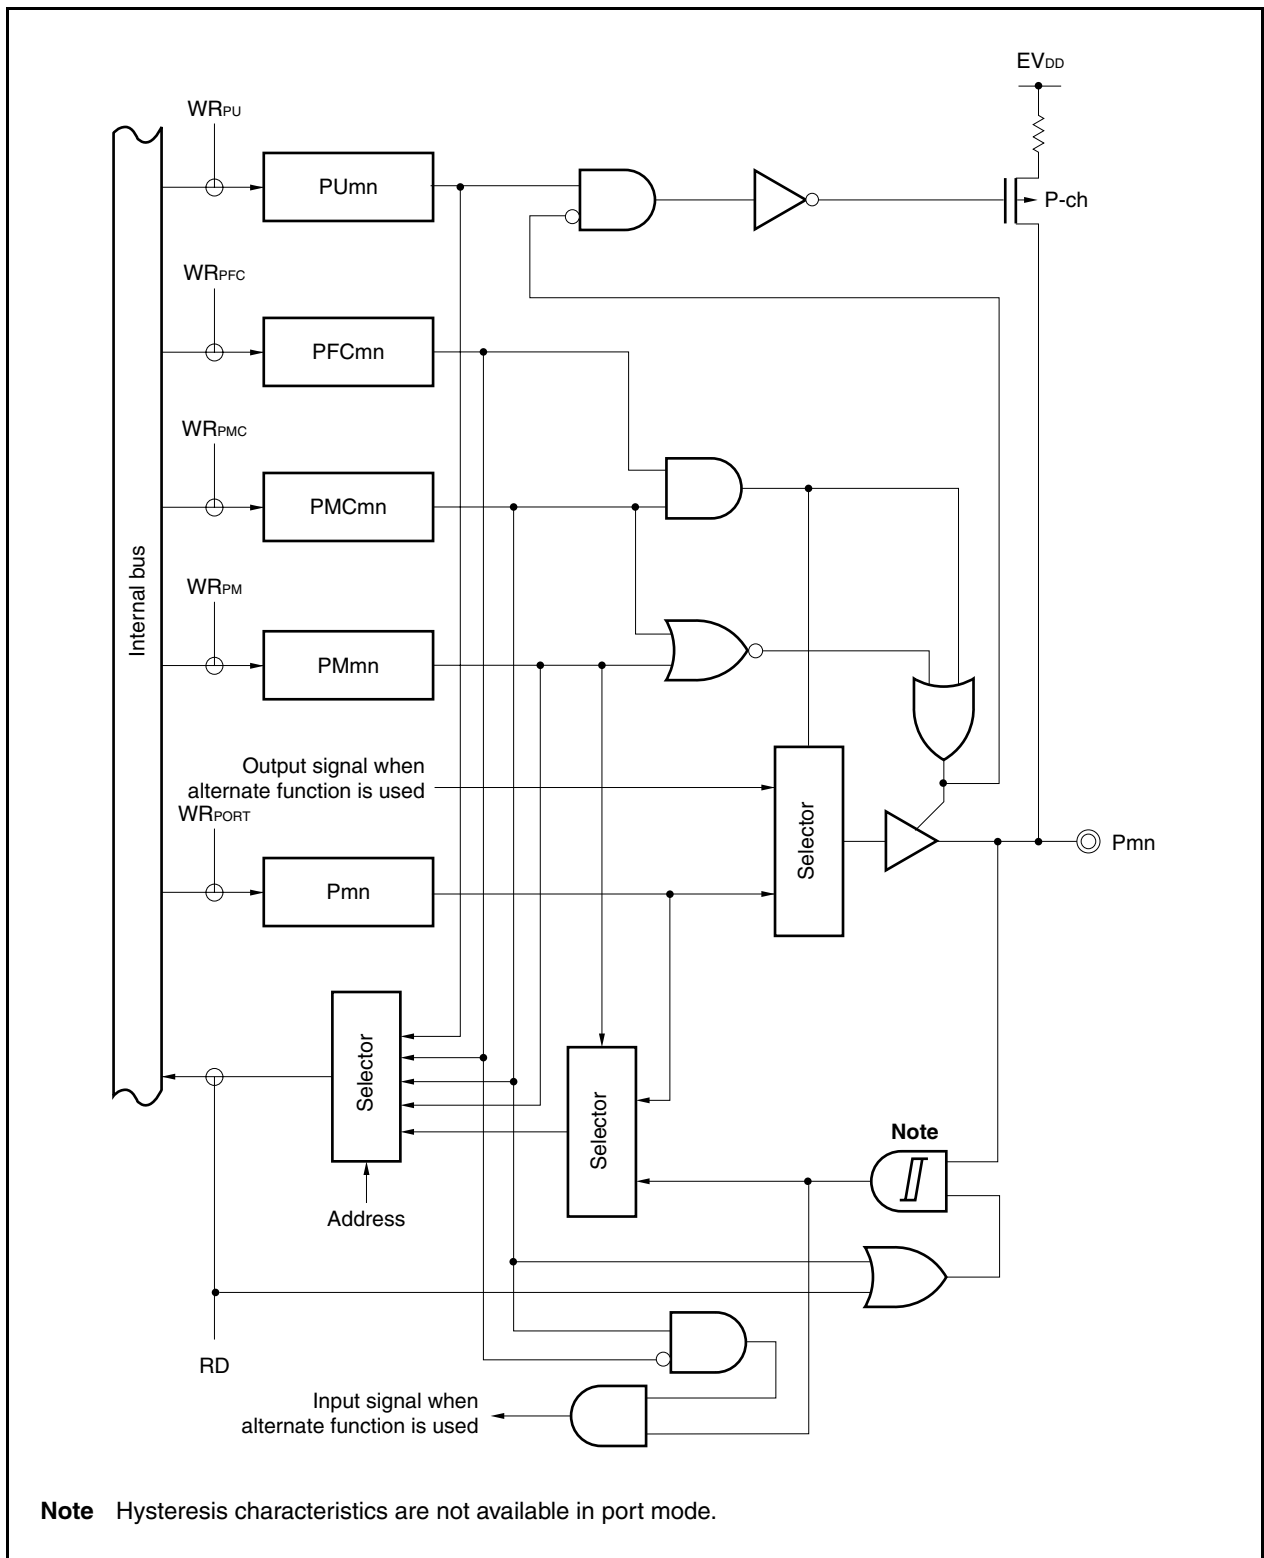 EVDD
WRPU
PUmn
P-ch
WRPFC
PFCmn
WRPMC
PMCmn
Internal bus
WRPM
PMmn
Output signal when
alternate function is used
WRPORT
Pmn
Selector
Pmn
Selector
Selector
Note
Address
RD
Input signal when
alternate function is used
Note Hysteresis characteristics are not available in port mode.